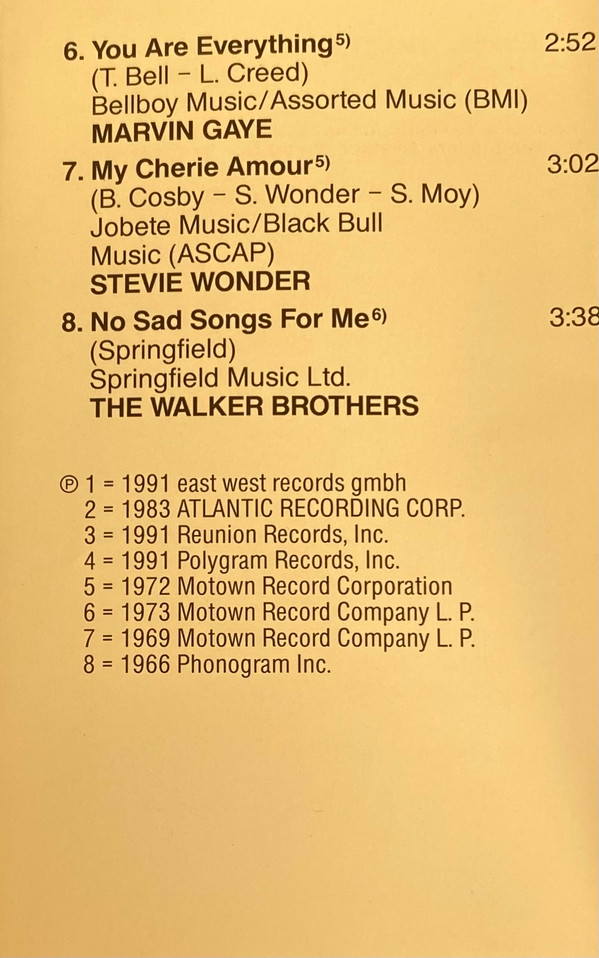 6. You Are Everything5) 2:52
(T. Bell – L. Creed)
Bellboy Music/Assorted Music (BMI)
MARVIN GAYE
7. My Cherie Amour5) 3:02
(B. Cosby – S. Wonder – S. Moy)
Jobete Music/Black Bull
Music (ASCAP)
STEVIE WONDER
8. No Sad Songs For Me6) 3:38
(Springfield)
Springfield Music Ltd.
THE WALKER BROTHERS
℗ 1 = 1991 east west records gmbh
2 = 1983 ATLANTIC RECORDING CORP.
3 = 1991 Reunion Records, Inc.
4 = 1991 Polygram Records, Inc.
5 = 1972 Motown Record Corporation
6 = 1973 Motown Record Company L. P.
7 = 1969 Motown Record Company L. P.
8 = 1966 Phonogram Inc.